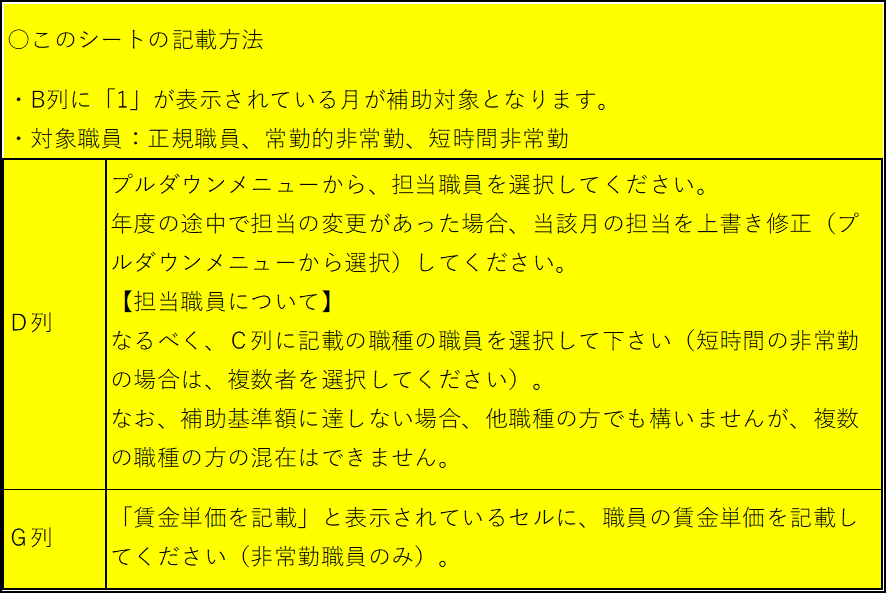 ○このシートの記載方法
・B列に「1」が表示されている月が補助対象となります。
・対象職員：正規職員、常勤的非常勤、短時間非常勤
プルダウンメニューから、担当職員を選択してください。
年度の途中で担当の変更があった場合、当該月の担当を上書き修正（プ
ルダウンメニューから選択）してください。
【担当職員について】
D列
なるべく、C列に記載の職種の職員を選択して下さい（短時間の非常勤
の場合は、複数者を選択してください）。
なお、補助基準額に達しない場合、他職種の方でも構いませんが、複数
の職種の方の混在はできません。
「賃金単価を記載」と表示されているセルに、職員の賃金単価を記載し
G列
てください（非常勤職員のみ）。